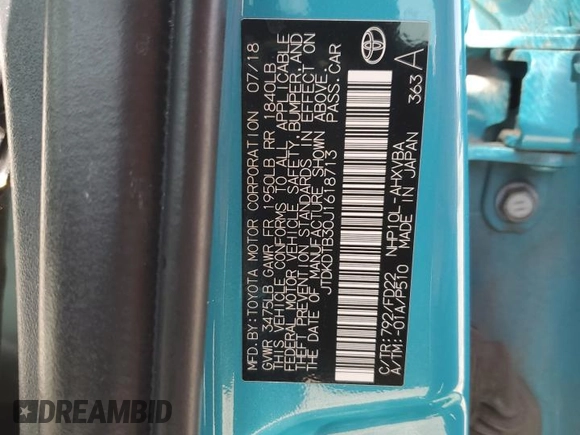 MFD.BY:TOYOTA MOTOR CORPORATION 07/18
GVWR 3475LB GAWR FR 1950LB RR 1840LB
THIS VEHICLE CONFORMS TO ALL APPLICABLE
FEDERAL MOTOR VEHICLE SAFETY, BUMPER, AND
THEFT PREVENTION STANDARDS IN EFFECT ON
THE DATE OF MANUFACTURE SHOWN ABOVE.
JTDKDTB30J1618713 PASS.CAR
C/TR:792/FD22 NHP10L-AHXVBA
A/TM:-01A/P510 MADE IN JAPAN
363 A
DREAMBID